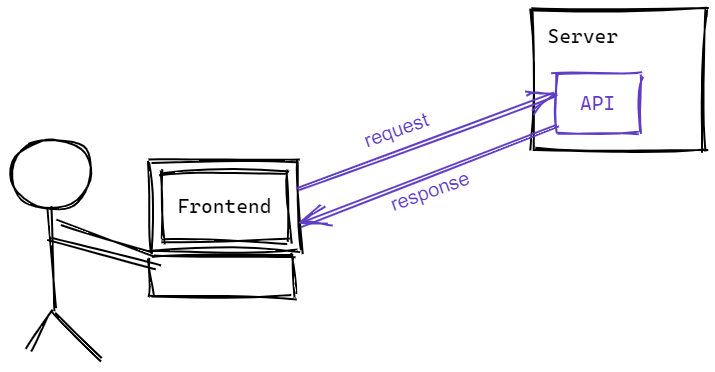 Server
API
request
response
Frontend